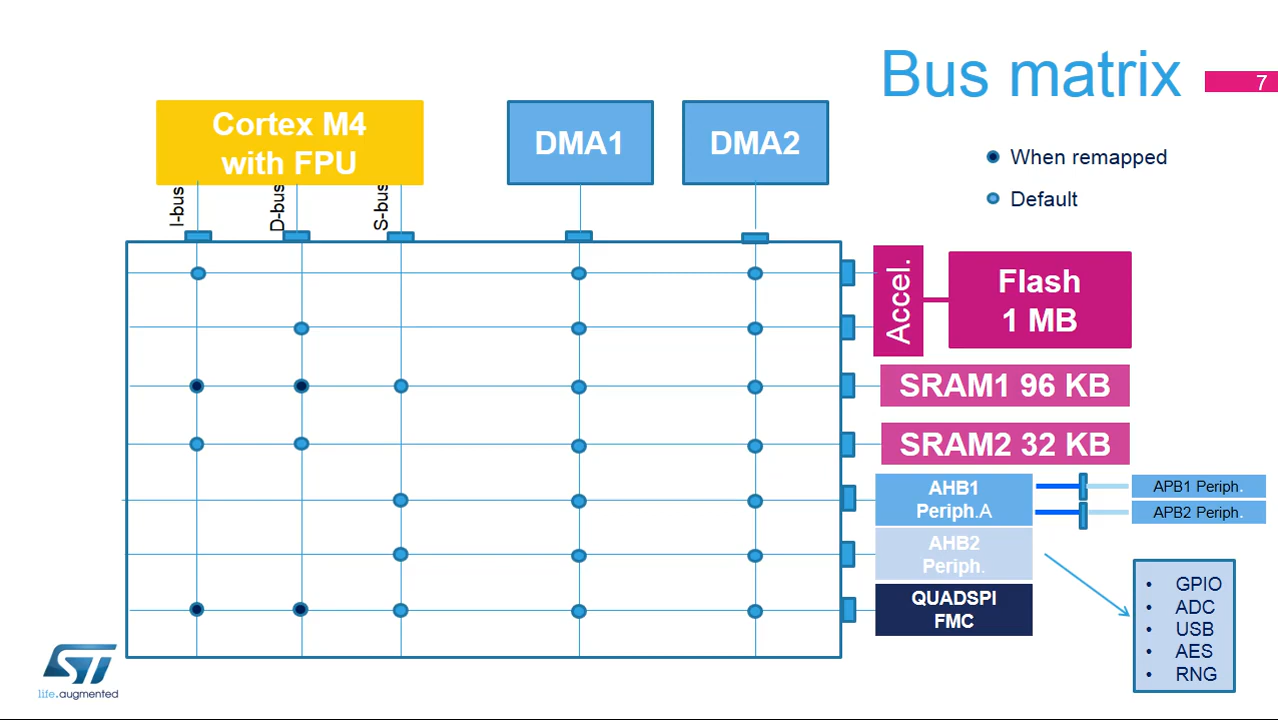 Bus matrix
7
Cortex M4
with FPU
DMA1
DMA2
When remapped
Default
I-bus
D-bus
S-bus
Accel.
Flash
1 MB
SRAM1 96 KB
SRAM2 32 KB
AHB1
Periph.A
APB1 Periph.
APB2 Periph.
AHB2
Periph.
QUADSPI
FMC
• GPIO
• ADC
• USB
• AES
• RNG
ST
life.augmented